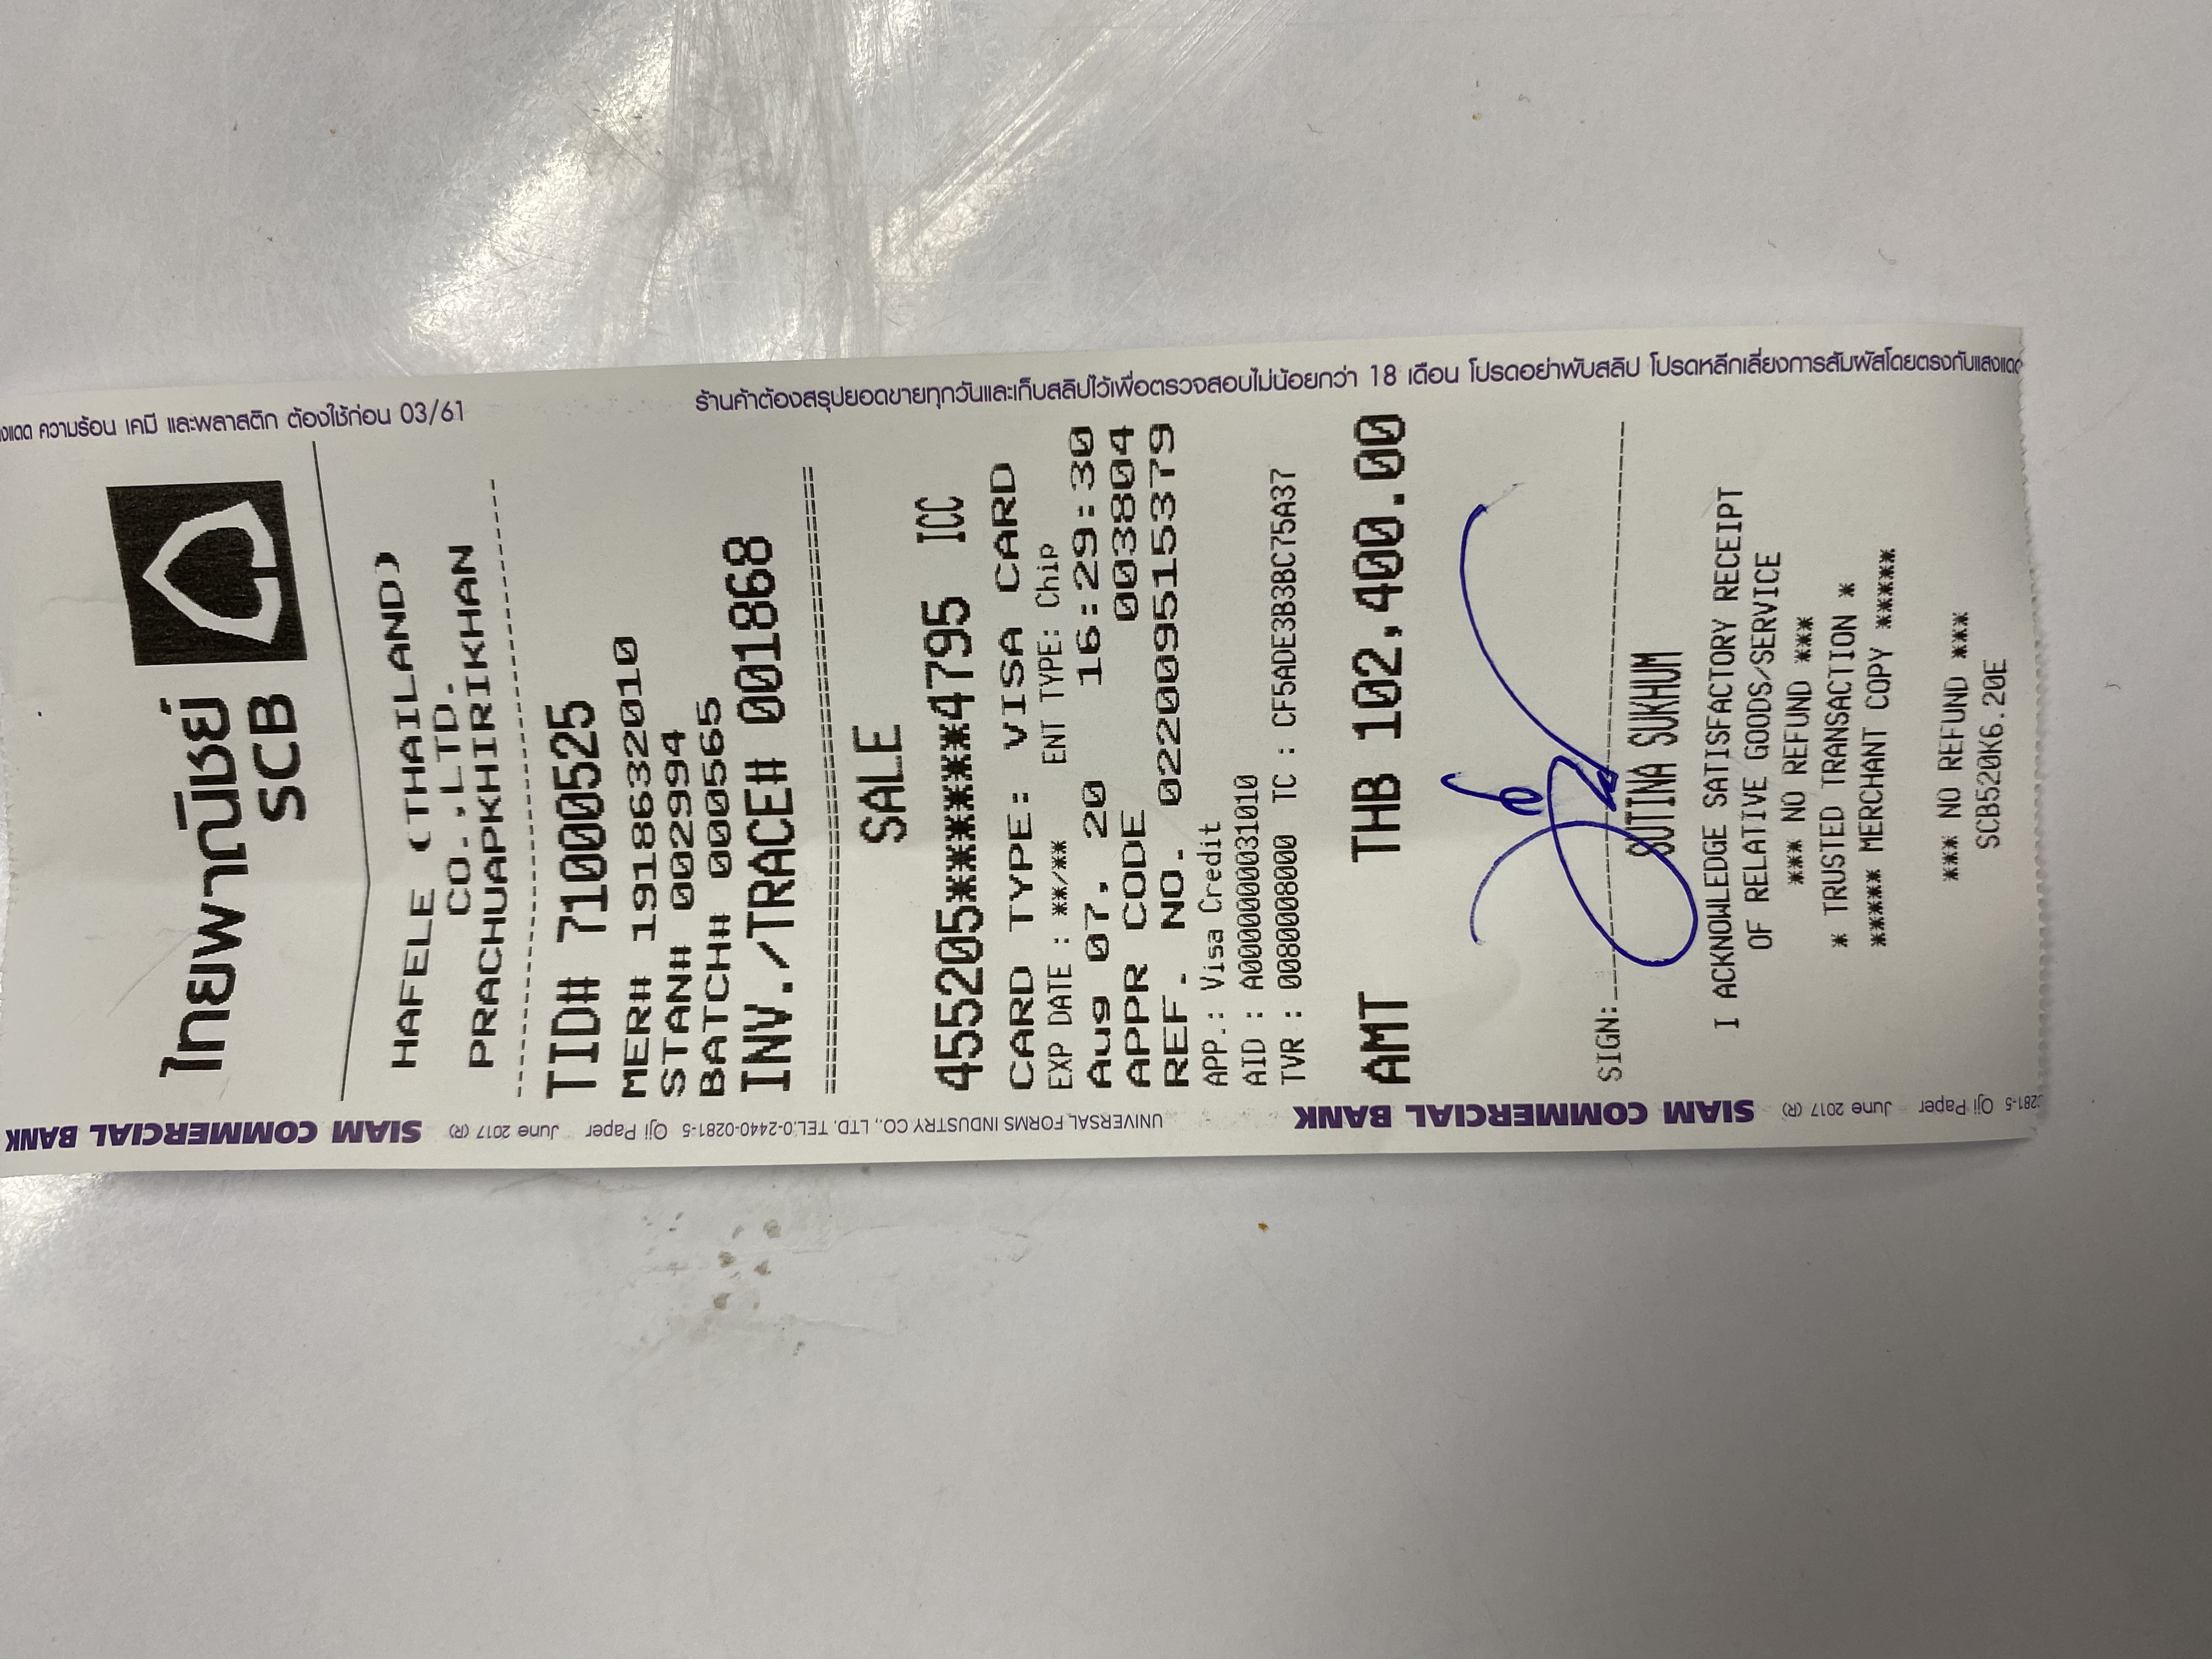 ไทยพาณิชย์
SCB
HAFELE (THAILAND)
CO.,LTD.
PRACHUAPKHIRIKHAN
TID# 71000525
MER# 1918632010
STAN# 002994
BATCH# 000565
INV./TRACE# 001868
SALE
455205******4795 ICC
CARD TYPE: VISA CARD
EXP DATE : **/** ENT TYPE: Chip
Aug 07, 20 16:29:30
APPR CODE 003804
REF. NO. 022009515379
APP.: Visa Credit
AID : A0000000031010
TVR : 0080008000 TC : CF5ADE3B3BC75A37
AMT THB 102,400.00
SIGN:
SUTINA SUKHUM
I ACKNOWLEDGE SATISFACTORY RECEIPT
OF RELATIVE GOODS/SERVICE
*** NO REFUND ***
* TRUSTED TRANSACTION *
***** MERCHANT COPY *****
*** NO REFUND ***
SCB520K6.20E
281-5 Oji Paper June 2017 (R) SIAM COMMERCIAL BANK
UNIVERSAL FORMS INDUSTRY CO., LTD. TEL.0-2440-0281-5 Oji Paper June 2017 (R) SIAM COMMERCIAL BANK
ความร้อน เคมี และพลาสติก ต้องใช้ก่อน 03/61
ร้านค้าต้องสรุปยอดขายทุกวันและเก็บสลิปไว้เพื่อตรวจสอบไม่น้อยกว่า 18 เดือน โปรดอย่าพับสลิป โปรดหลีกเลี่ยงการสัมผัสโดยตรงกับแสงแดด